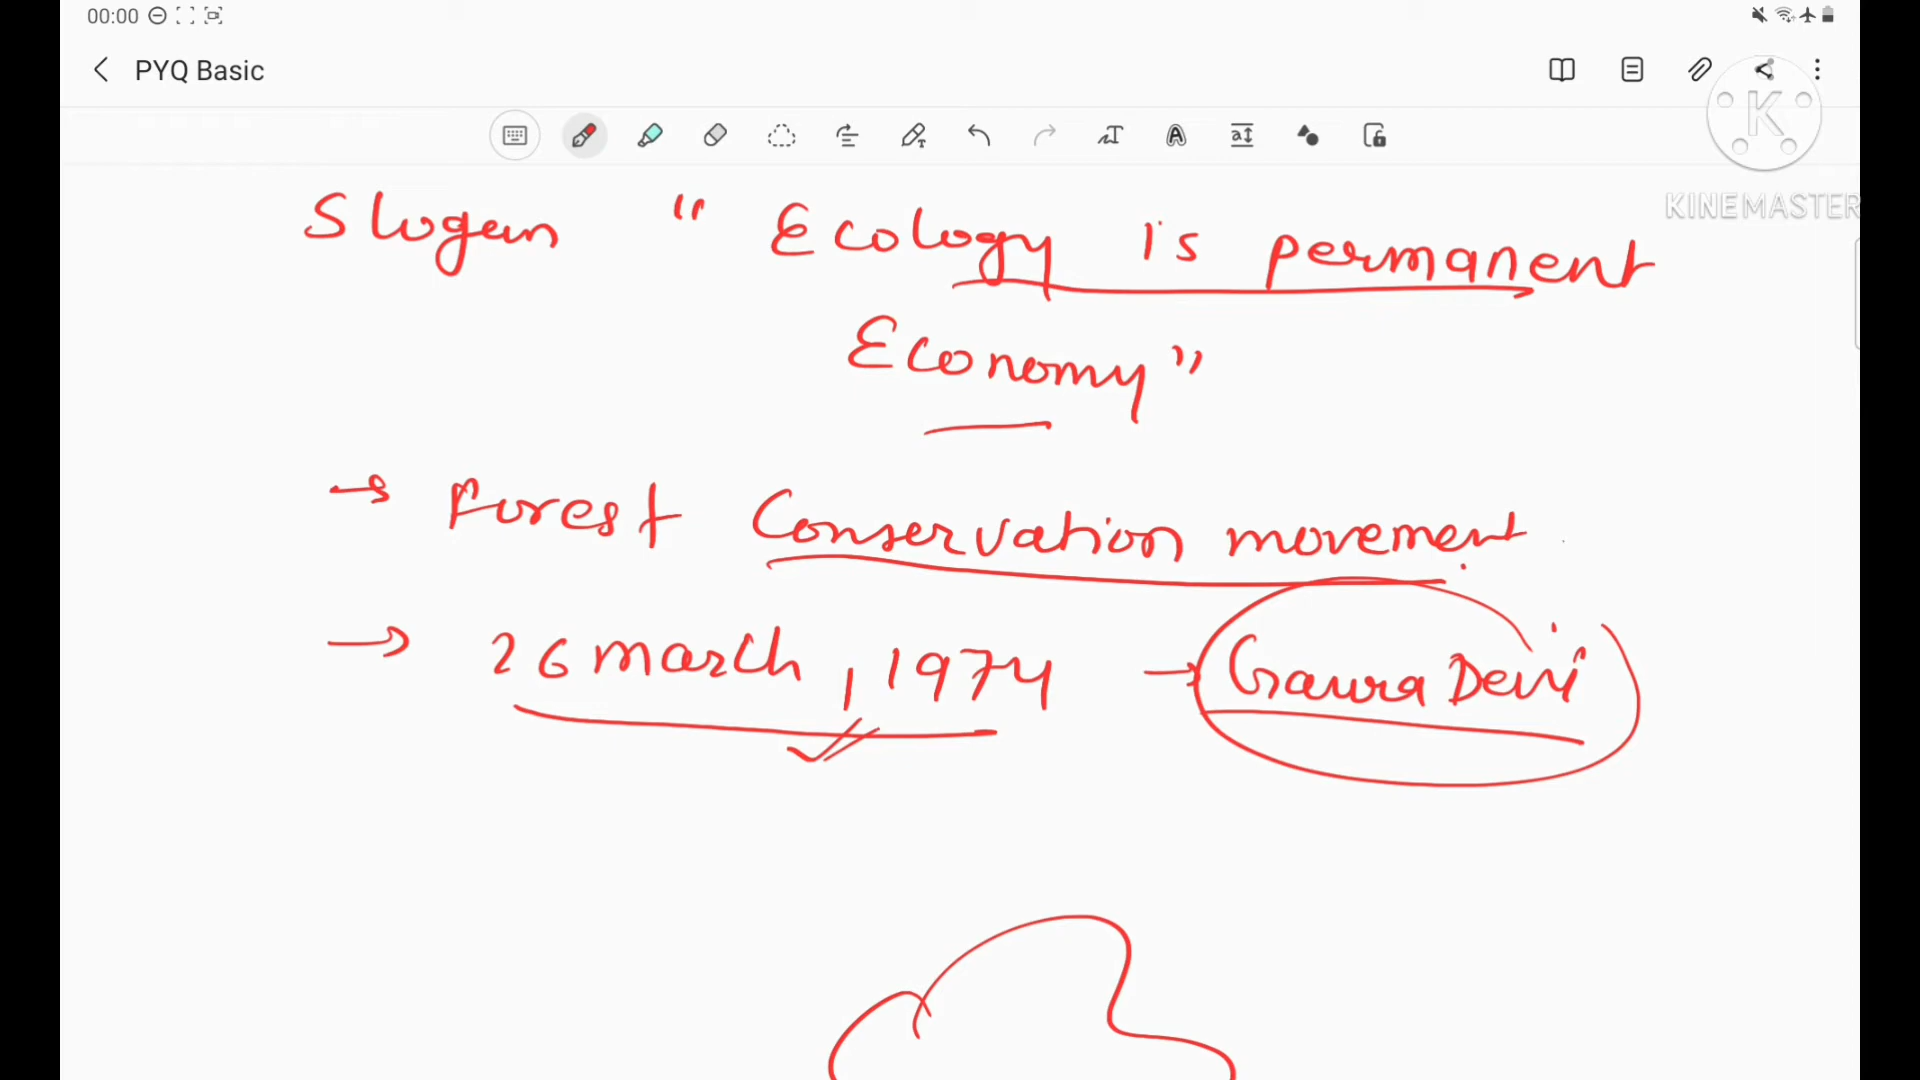 00:00
PYQ Basic
KINEMASTER
Slogan " Ecology is permanent
Economy"
→ Forest Conservation movement.
→ 26 march, 1974 → Gaura Devi